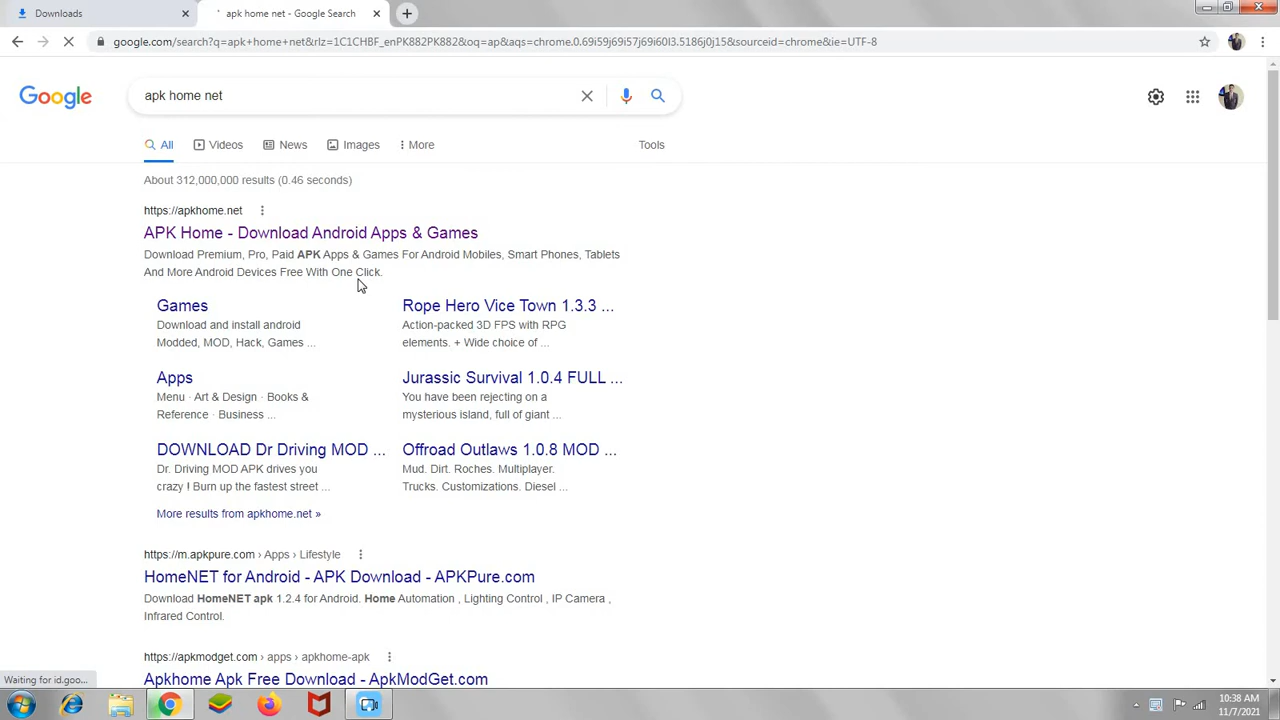 Downloads
apk home net - Google Search
google.com/search?q=apk+home+net&rlz=1C1CHBF_enPK882PK882&oq=ap&aqs=chrome.0.69i59j69i57j69i60l3.5186j0j15&sourceid=chrome&ie=UTF-8
Google
apk home net
All
Videos
News
Images
More
Tools
About 312,000,000 results (0.46 seconds)
https://apkhome.net
APK Home - Download Android Apps & Games
Download Premium, Pro, Paid APK Apps & Games For Android Mobiles, Smart Phones, Tablets
And More Android Devices Free With One Click.
Games
Download and install android
Modded, MOD, Hack, Games ...
Rope Hero Vice Town 1.3.3 ...
Action-packed 3D FPS with RPG
elements. + Wide choice of ...
Apps
Menu · Art & Design · Books &
Reference · Business ...
Jurassic Survival 1.0.4 FULL ...
You have been rejecting on a
mysterious island, full of giant ...
DOWNLOAD Dr Driving MOD ...
Dr. Driving MOD APK drives you
crazy ! Burn up the fastest street ...
Offroad Outlaws 1.0.8 MOD ...
Mud. Dirt. Roches. Multiplayer.
Trucks. Customizations. Diesel ...
More results from apkhome.net »
https://m.apkpure.com › Apps › Lifestyle
HomeNET for Android - APK Download - APKPure.com
Download HomeNET apk 1.2.4 for Android. Home Automation , Lighting Control , IP Camera ,
Infrared Control.
https://apkmodget.com › apps › apkhome-apk
Apkhome Apk Free Download - ApkModGet.com
Waiting for id.goo...
10:38 AM
11/7/2021